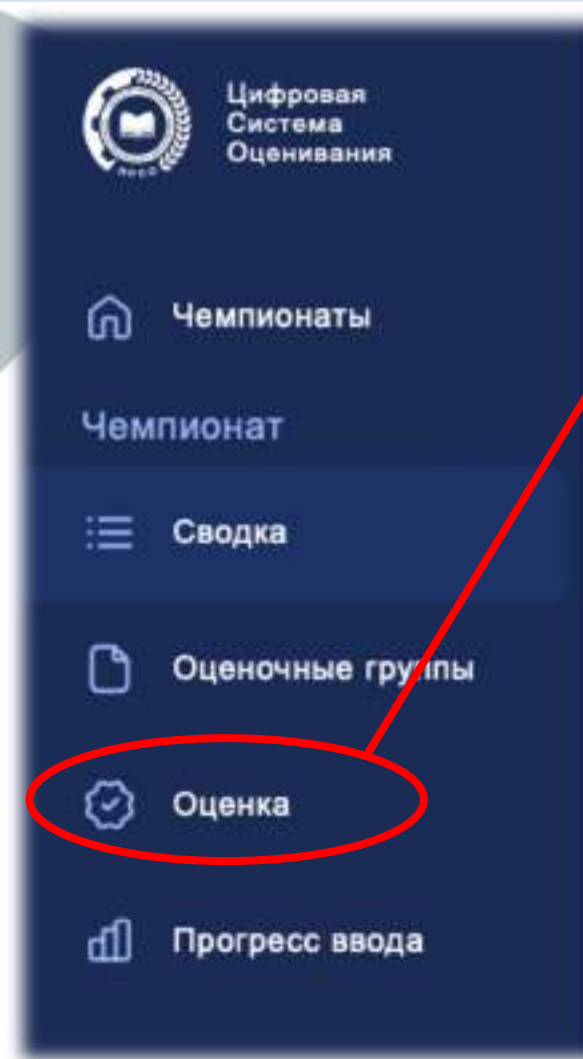 Цифровая
Система
Оценивания
Чемпионаты
Чемпионат
Сводка
Оценочные группы
Оценка
Прогресс ввода